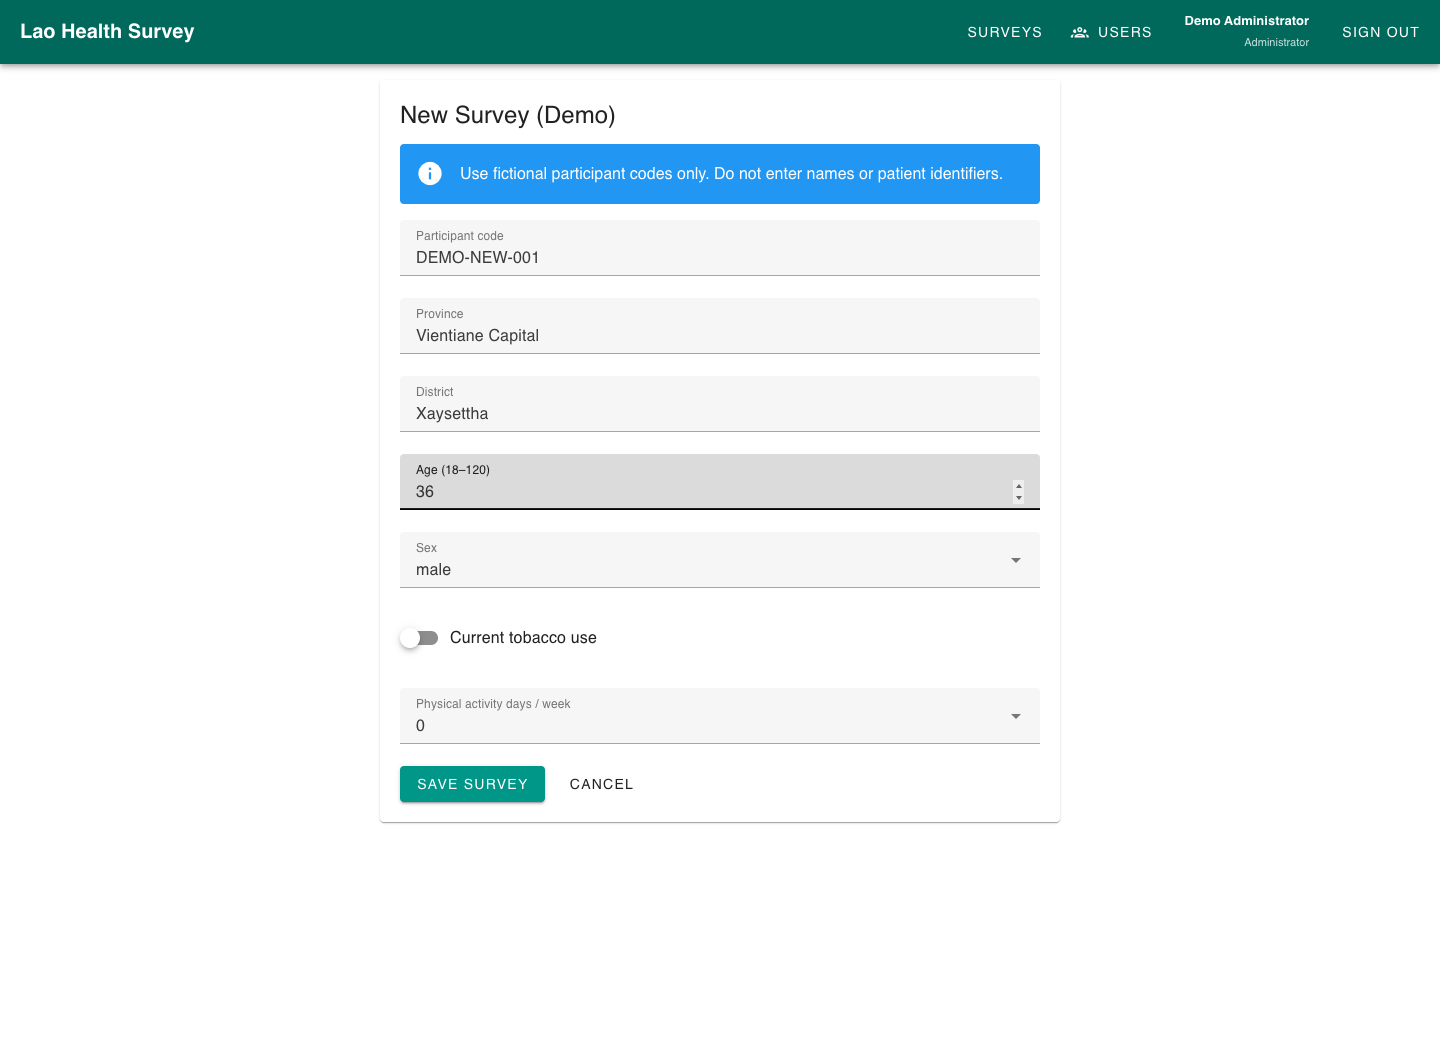 Lao Health Survey
SURVEYS
USERS
Demo Administrator
Administrator
SIGN OUT
New Survey (Demo)
Use fictional participant codes only. Do not enter names or patient identifiers.
Participant code
DEMO-NEW-001
Province
Vientiane Capital
District
Xaysettha
Age (18–120)
36
Sex
male
Current tobacco use
Physical activity days / week
0
SAVE SURVEY
CANCEL